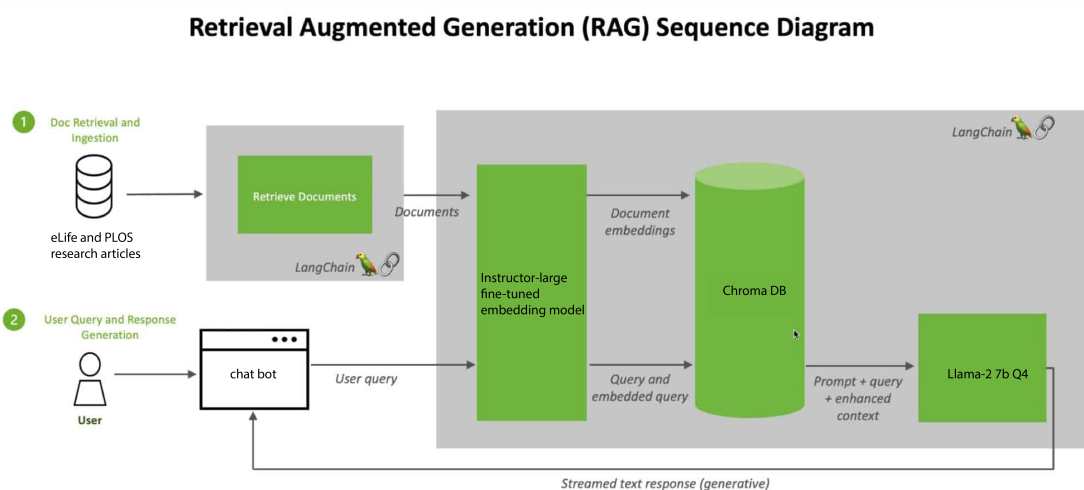 Retrieval Augmented Generation (RAG) Sequence Diagram
1
Doc Retrieval and
Ingestion
eLife and PLOS
research articles
Retrieve Documents
LangChain
Documents
LangChain
Instructor-large
fine-tuned
embedding model
Document
embeddings
Chroma DB
2
User Query and Response
Generation
User
chat bot
User query
Query and
embedded query
Prompt + query
+ enhanced
context
Llama-2 7b Q4
Streamed text response (generative)